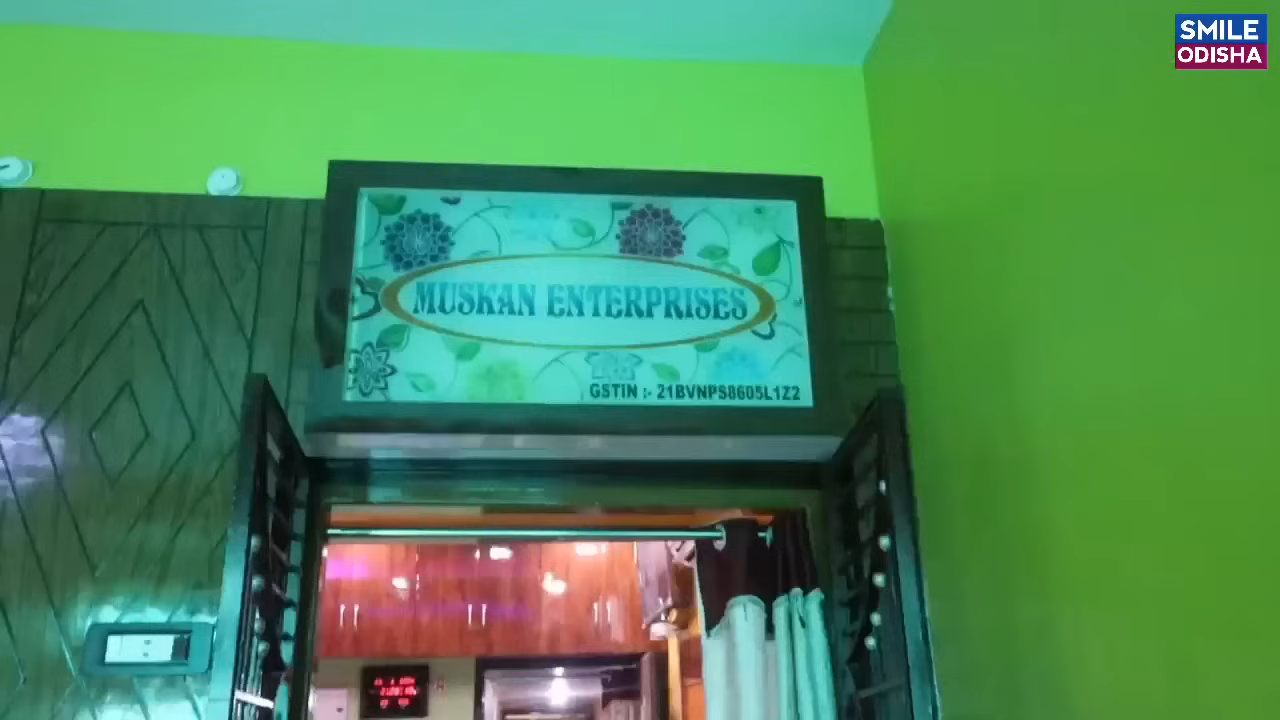 SMILE
ODISHA
MUSKAN ENTERPRISES
GSTIN :- 21BVNPS8605L1Z2